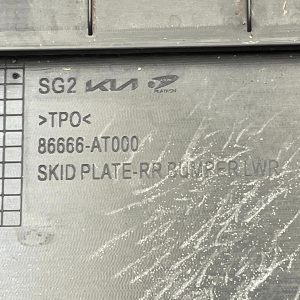 SG2 KIA
>TPO<
86666-AT000
SKID PLATE-RR BUMPER LWR